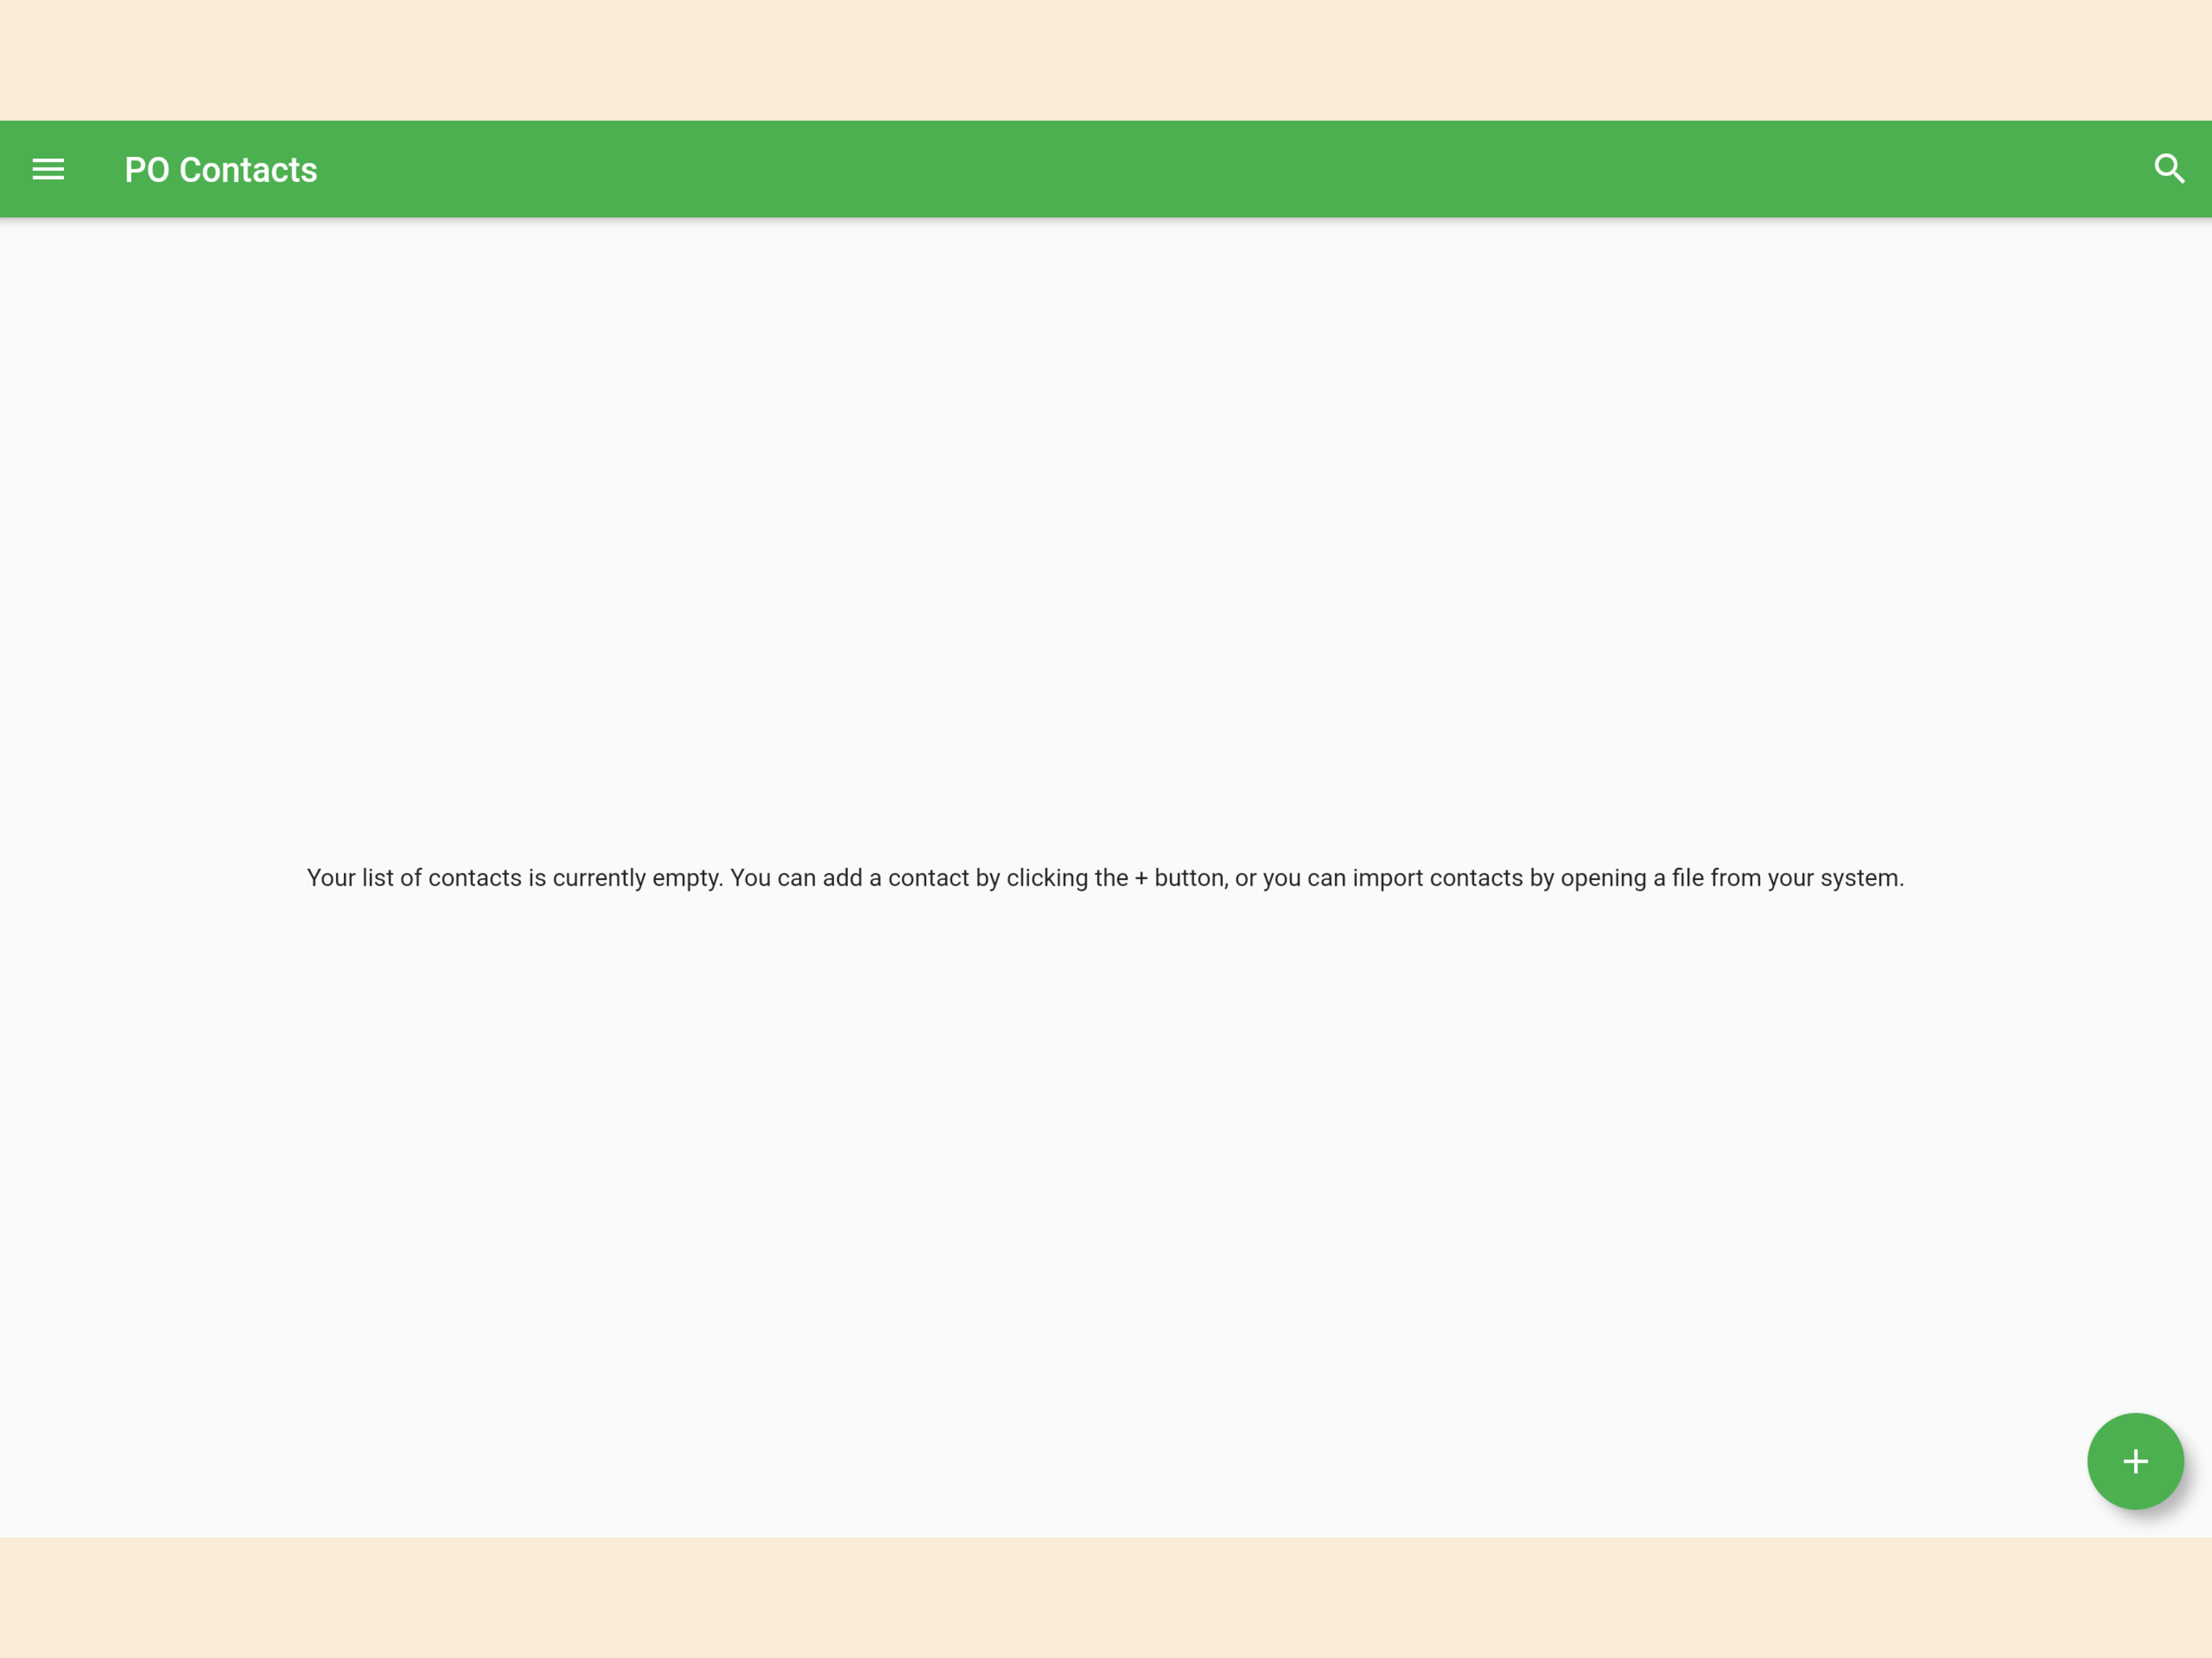 PO Contacts
Your list of contacts is currently empty. You can add a contact by clicking the + button, or you can import contacts by opening a file from your system.
+